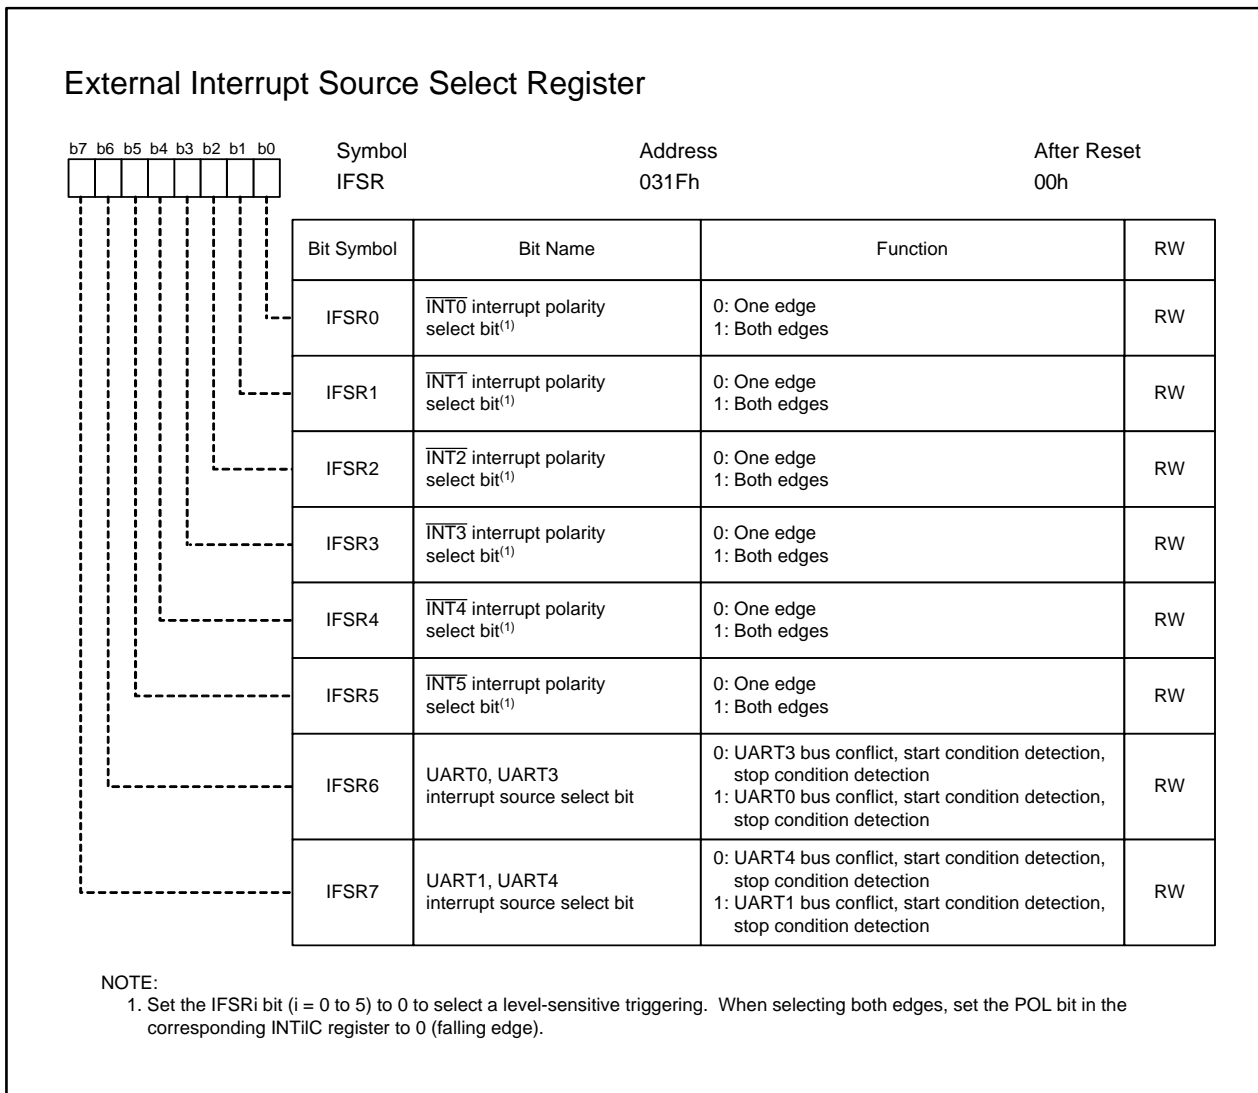 External Interrupt Source Select Register
b7 b6 b5 b4 b3 b2 b1 b0
Symbol Address After Reset
IFSR 031Fh 00h
Bit Symbol Bit Name Function RW
IFSR0 INT0 interrupt polarity select bit(1) 0: One edge RW
1: Both edges
IFSR1 INT1 interrupt polarity select bit(1) 0: One edge RW
1: Both edges
IFSR2 INT2 interrupt polarity select bit(1) 0: One edge RW
1: Both edges
IFSR3 INT3 interrupt polarity select bit(1) 0: One edge RW
1: Both edges
IFSR4 INT4 interrupt polarity select bit(1) 0: One edge RW
1: Both edges
IFSR5 INT5 interrupt polarity select bit(1) 0: One edge RW
1: Both edges
IFSR6
UART0, UART3
interrupt source select bit
0: UART3 bus conflict, start condition detection,
stop condition detection
1: UART0 bus conflict, start condition detection,
stop condition detection
RW
IFSR7
UART1, UART4
interrupt source select bit
0: UART4 bus conflict, start condition detection,
stop condition detection
1: UART1 bus conflict, start condition detection,
stop condition detection
RW
NOTE:
1. Set the IFSRi bit (i = 0 to 5) to 0 to select a level-sensitive triggering. When selecting both edges, set the POL bit in the
corresponding INTiIC register to 0 (falling edge).